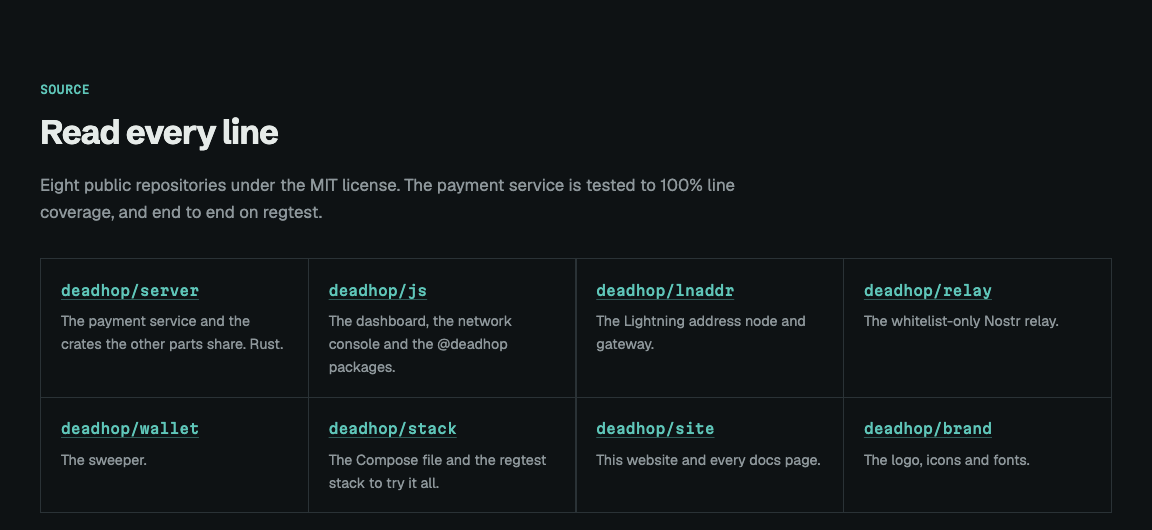 SOURCE
Read every line
Eight public repositories under the MIT license. The payment service is tested to 100% line
coverage, and end to end on regtest.
deadhop/server
The payment service and the
crates the other parts share. Rust.
deadhop/js
The dashboard, the network
console and the @deadhop
packages.
deadhop/lnaddr
The Lightning address node and
gateway.
deadhop/relay
The whitelist-only Nostr relay.
deadhop/wallet
The sweeper.
deadhop/stack
The Compose file and the regtest
stack to try it all.
deadhop/site
This website and every docs page.
deadhop/brand
The logo, icons and fonts.